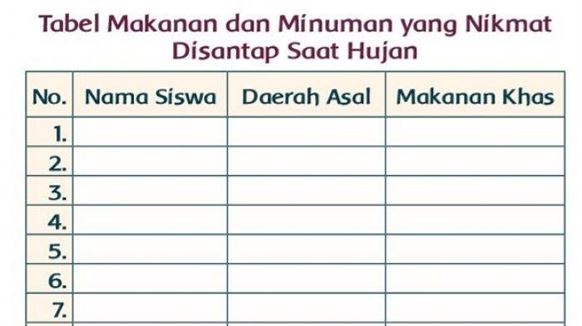 Tabel Makanan dan Minuman yang Nikmat
Disantap Saat Hujan
No. Nama Siswa Daerah Asal Makanan Khas
1.
2.
3.
4.
5.
6.
7.